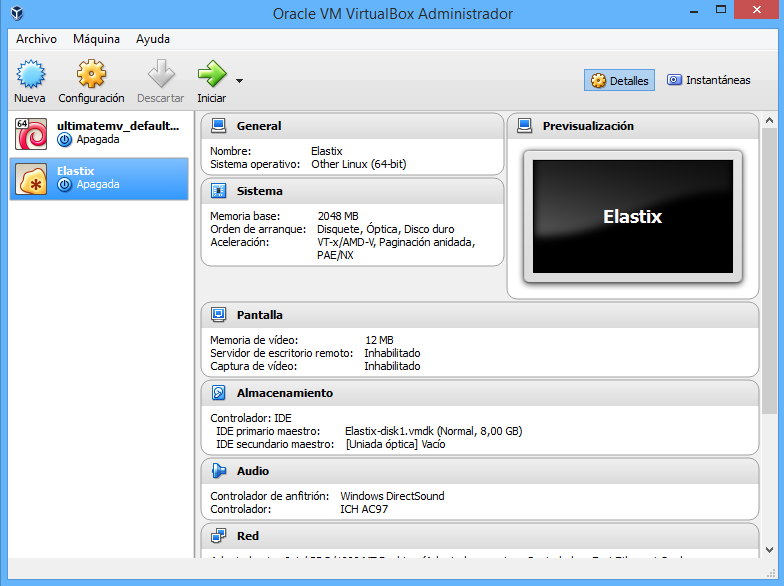 Oracle VM VirtualBox Administrador
Archivo Máquina Ayuda
Nueva Configuración Descartar Iniciar
Detalles Instantáneas
64
ultimatemv_default...
Apagada
Elastix
Apagada
General
Nombre: Elastix
Sistema operativo: Other Linux (64-bit)
Previsualización
Elastix
Sistema
Memoria base: 2048 MB
Orden de arranque: Disquete, Óptica, Disco duro
Aceleración: VT-x/AMD-V, Paginación anidada,
PAE/NX
Pantalla
Memoria de vídeo: 12 MB
Servidor de escritorio remoto: Inhabilitado
Captura de vídeo: Inhabilitado
Almacenamiento
Controlador: IDE
IDE primario maestro: Elastix-disk1.vmdk (Normal, 8,00 GB)
IDE secundario maestro: [Uniada óptica] Vacío
Audio
Controlador de anfitrión: Windows DirectSound
Controlador: ICH AC97
Red